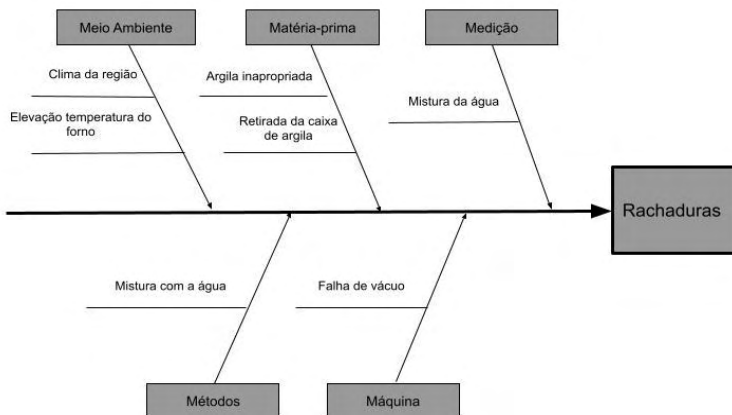 Meio Ambiente
Matéria-prima
Medição
Clima da região
Argila inapropriada
Mistura da água
Elevação temperatura do
forno
Retirada da caixa
de argila
Rachaduras
Mistura com a água
Falha de vácuo
Métodos
Máquina